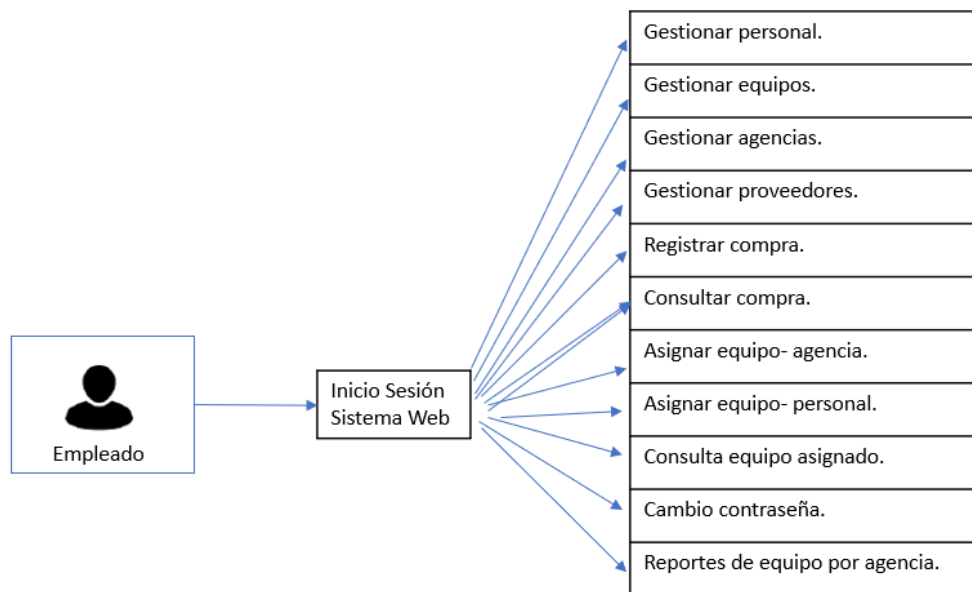 Gestionar personal.
Gestionar equipos.
Gestionar agencias.
Gestionar proveedores.
Registrar compra.
Consultar compra.
Asignar equipo- agencia.
Asignar equipo- personal.
Consulta equipo asignado.
Cambio contraseña.
Reportes de equipo por agencia.
Inicio Sesión
Sistema Web
Empleado